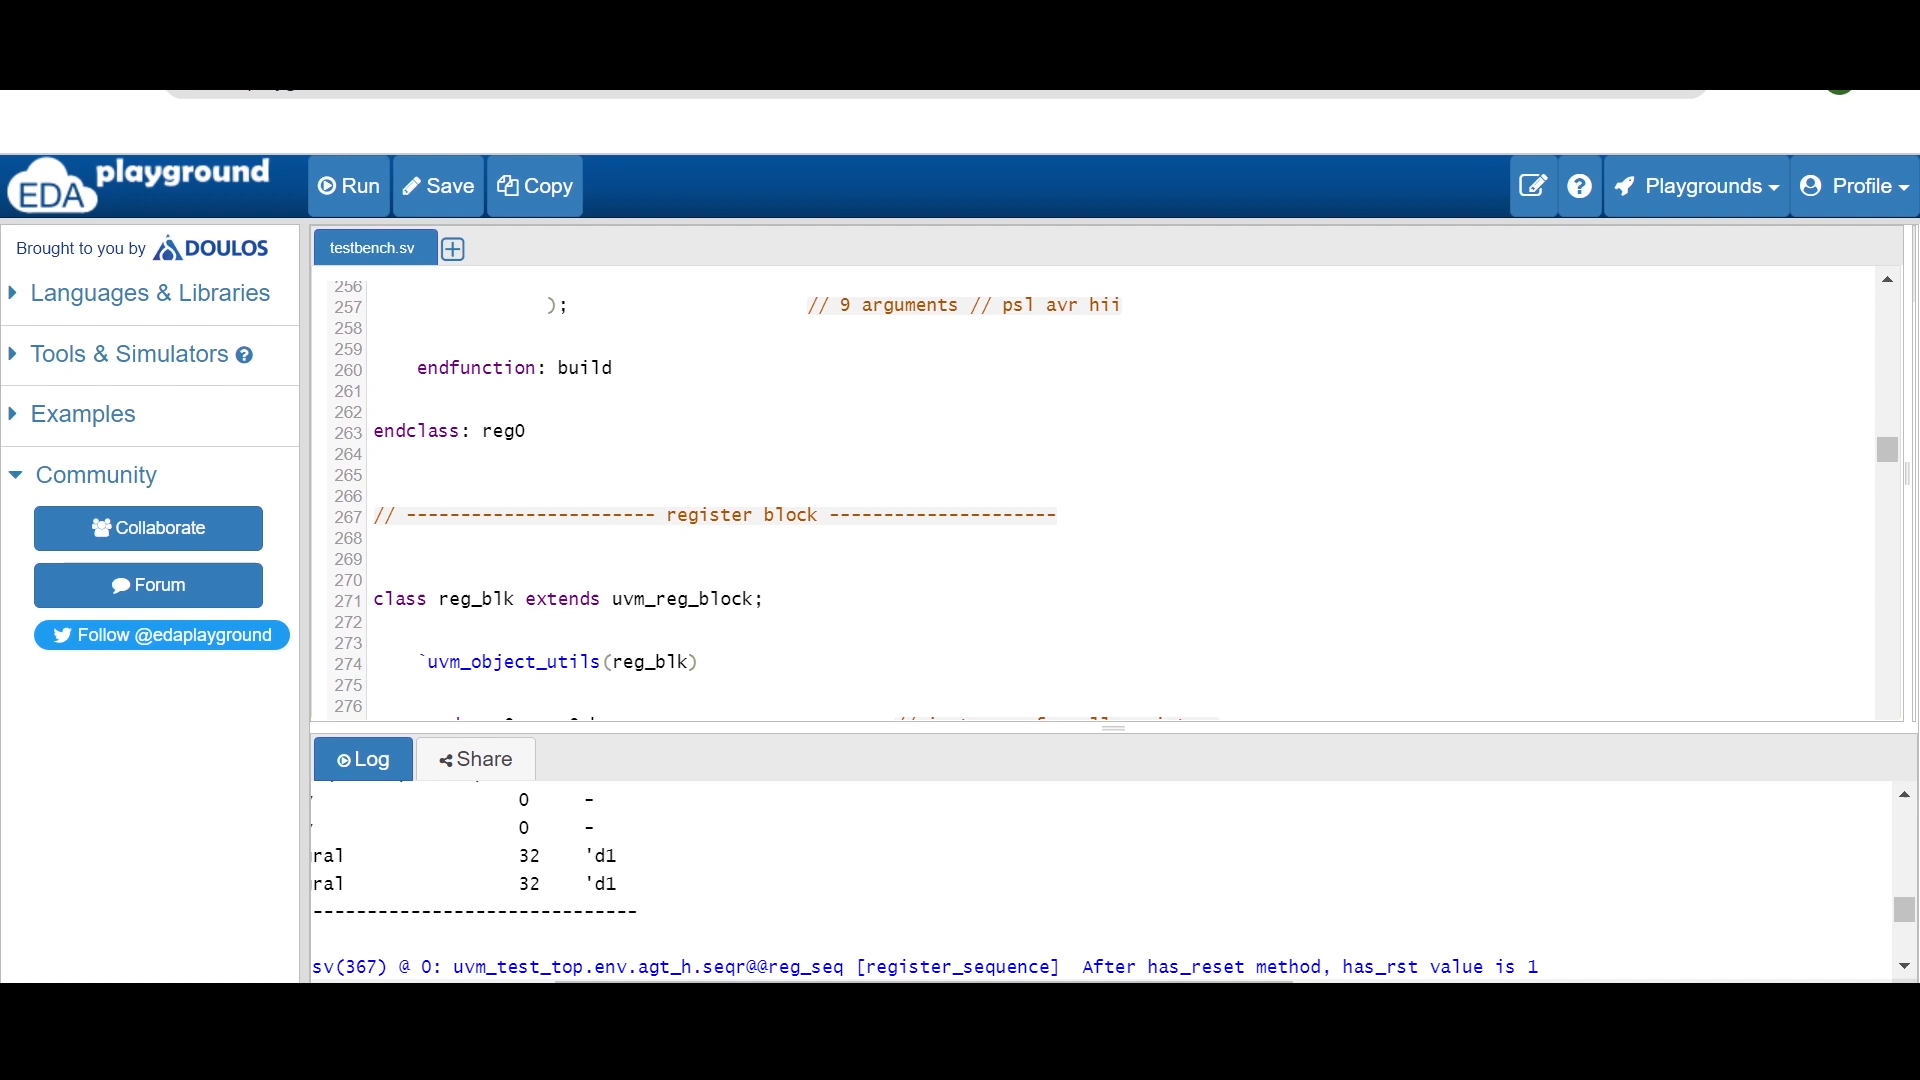 EDA playground
Run
Save
Copy
Playgrounds
Profile
Brought to you by DOULOS
Languages & Libraries
Tools & Simulators
Examples
Community
Collaborate
Forum
Follow @edaplayground
testbench.sv
256
257 ); // 9 arguments // psl avr hii
258
259
260 endfunction: build
261
262
263 endclass: reg0
264
265
266
267 // ----------------------- register block ---------------------
268
269
270
271 class reg_blk extends uvm_reg_block;
272
273
274 `uvm_object_utils(reg_blk)
275
276
Log
Share
0 -
0 -
ral 32 'd1
ral 32 'd1
------------------------------
sv(367) @ 0: uvm_test_top.env.agt_h.seqr@@reg_seq [register_sequence] After has_reset method, has_rst value is 1